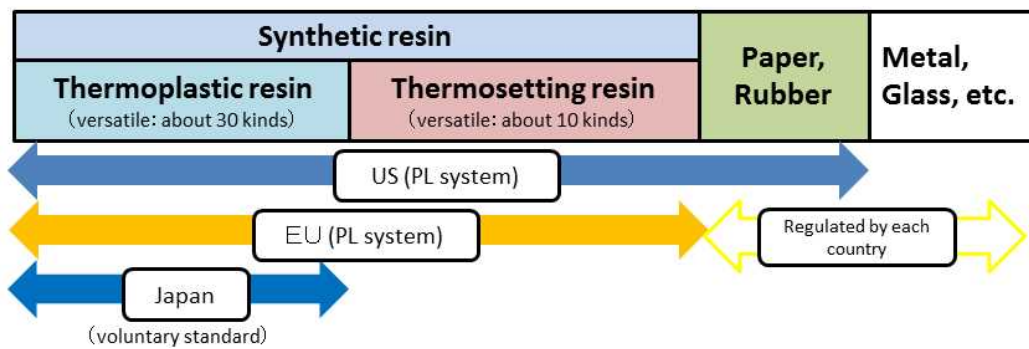 Synthetic resin
Thermoplastic resin
（versatile: about 30 kinds）
Thermosetting resin
（versatile: about 10 kinds）
Paper,
Rubber
Metal,
Glass, etc.
US (PL system)
ＥＵ (PL system)
Regulated by each
country
Japan
（voluntary standard）